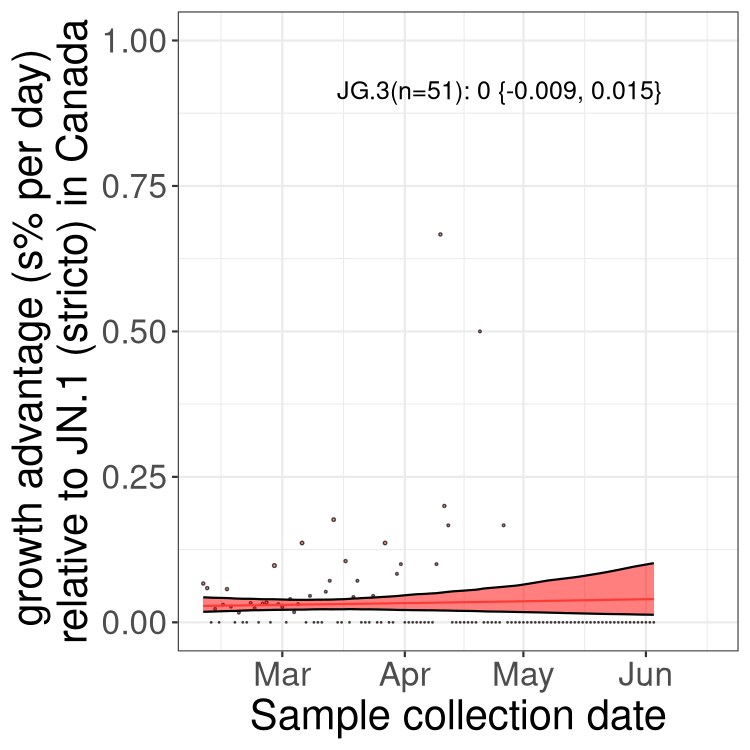 growth advantage (s% per day)
relative to JN.1 (stricto) in Canada
1.00
0.75
0.50
0.25
0.00
JG.3(n=51): 0 {-0.009, 0.015}
Mar
Apr
May
Jun
Sample collection date